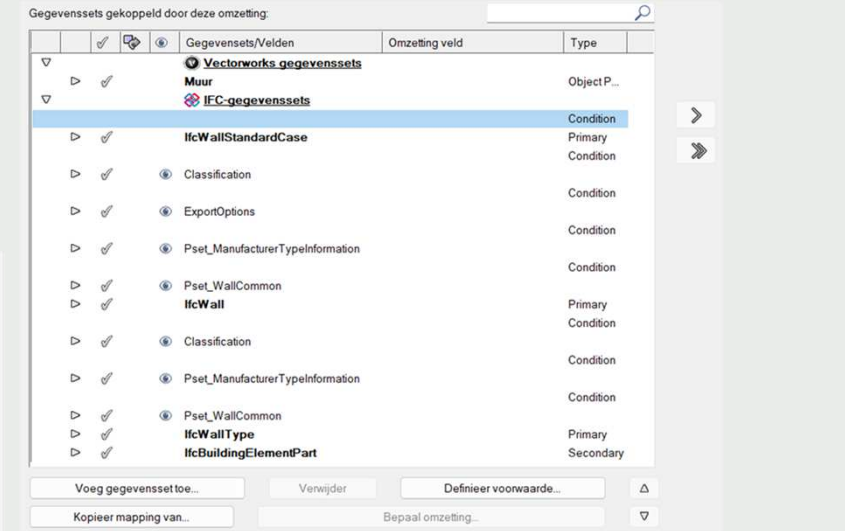 Gegevenssets gekoppeld door deze omzetting:
Gegevensets/Velden Omzetting veld Type
Vectorworks gegevenssets
Muur Object P...
IFC-gegevenssets
Condition
IfcWallStandardCase Primary
Condition
Classification
Condition
ExportOptions
Condition
Pset_ManufacturerTypeInformation
Condition
Pset_WallCommon
IfcWall Primary
Condition
Classification
Condition
Pset_ManufacturerTypeInformation
Condition
Pset_WallCommon
IfcWallType Primary
IfcBuildingElementPart Secondary
Voeg gegevensset toe... Verwijder Definieer voorwaarde...
Kopieer mapping van... Bepaal omzetting...